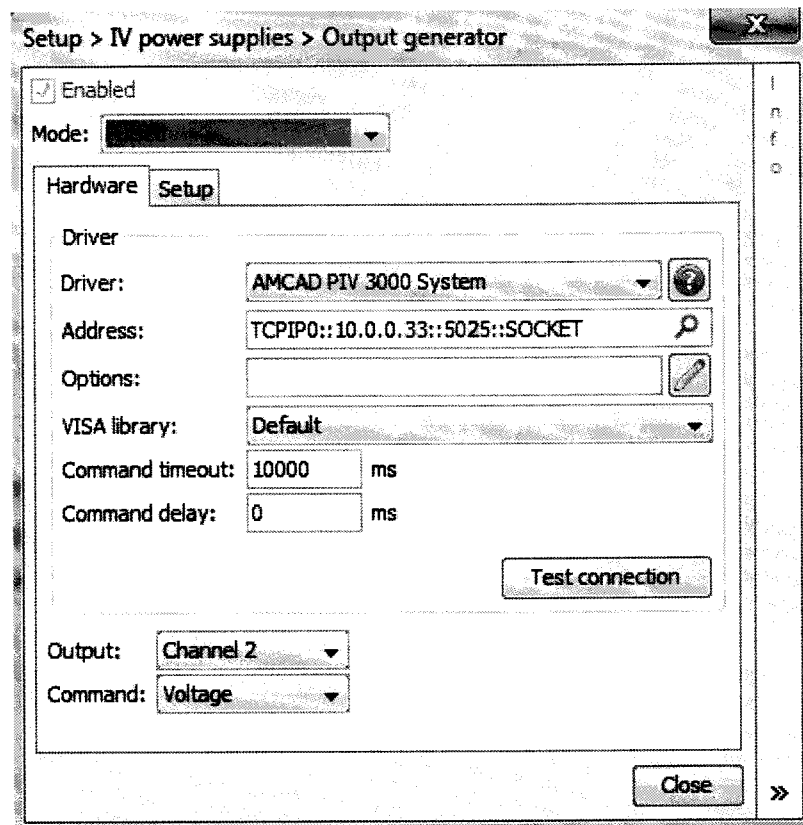 Setup > IV power supplies > Output generator
X
Enabled
Mode:
Hardware Setup
Driver
Driver: AMCAD PIV 3000 System
Address: TCPIP0::10.0.0.33::5025::SOCKET
Options:
VISA library: Default
Command timeout: 10000 ms
Command delay: 0 ms
Test connection
Output: Channel 2
Command: Voltage
Close
Info
»